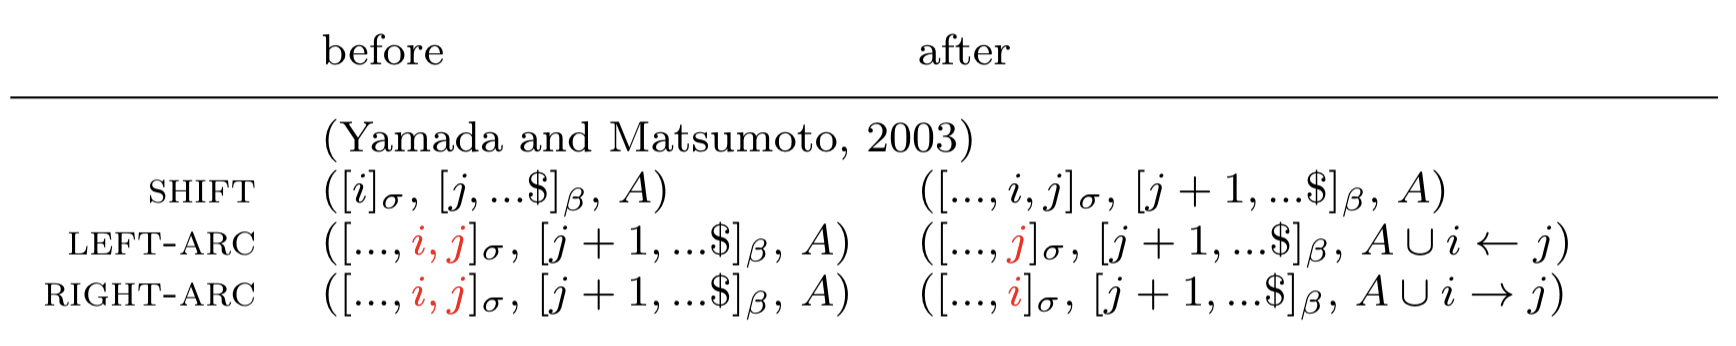 before after
(Yamada and Matsumoto, 2003)
SHIFT ([i]σ, [j, ...$]β, A) ([..., i, j]σ, [j + 1, ...$]β, A)
LEFT-ARC ([..., i, j]σ, [j + 1, ...$]β, A) ([..., j]σ, [j + 1, ...$]β, A ∪ i ← j)
RIGHT-ARC ([..., i, j]σ, [j + 1, ...$]β, A) ([..., i]σ, [j + 1, ...$]β, A ∪ i → j)